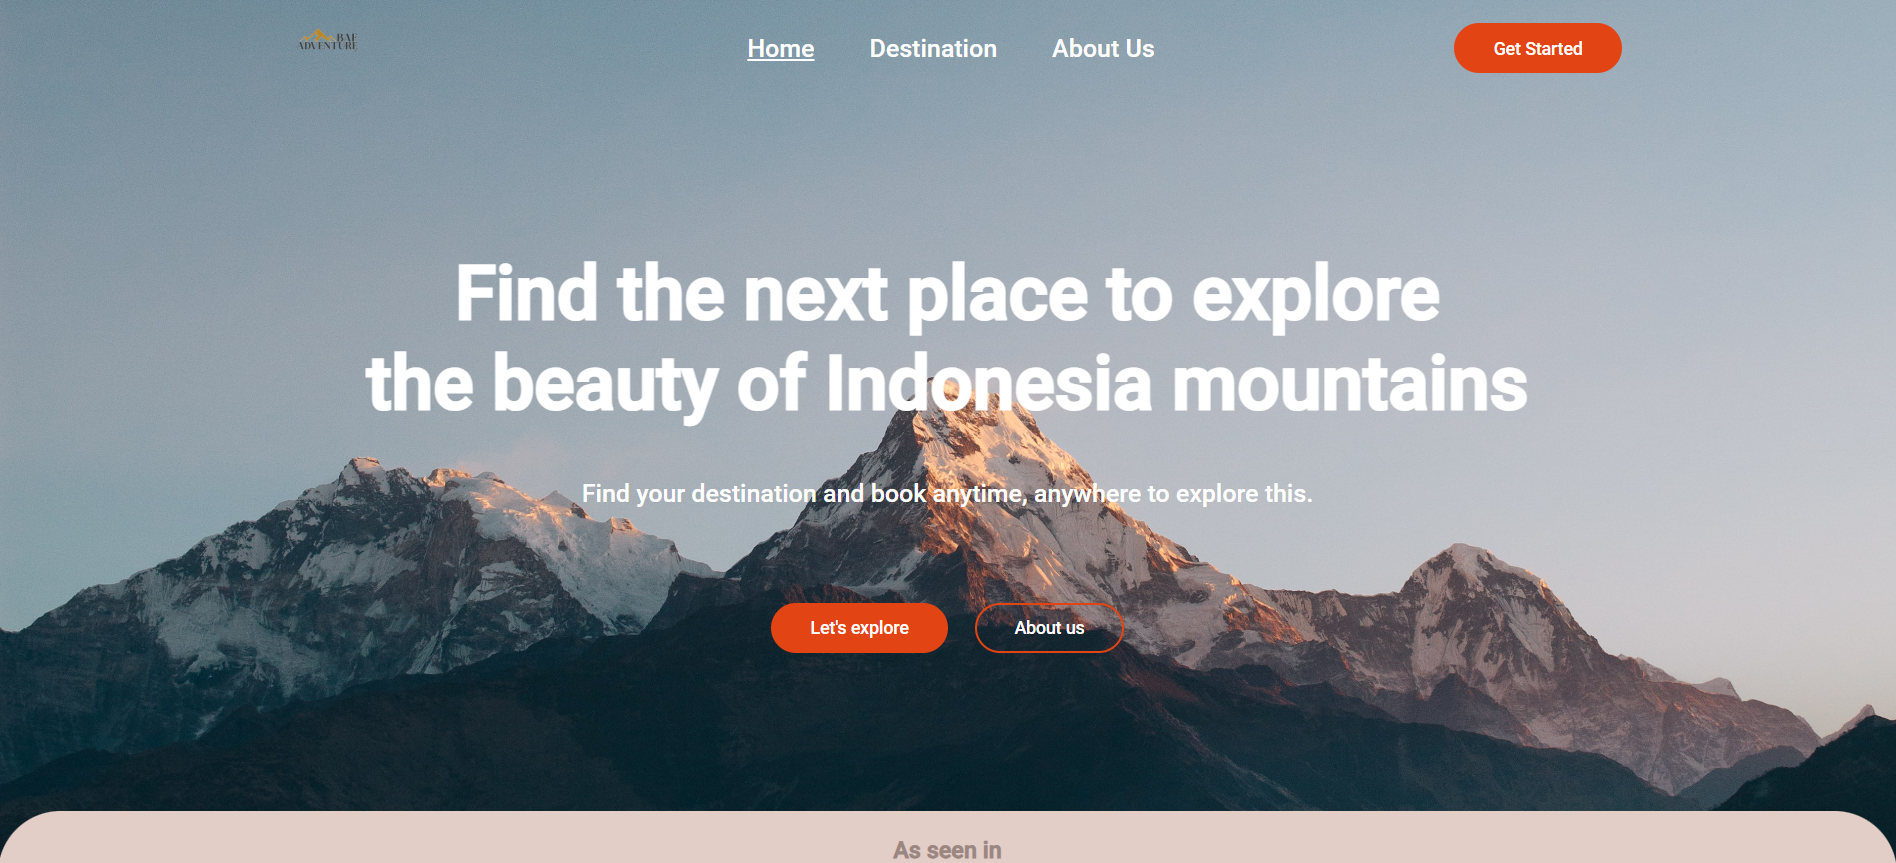 BAF
ADVENTURE
Home
Destination
About Us
Get Started
Find the next place to explore
the beauty of Indonesia mountains
Find your destination and book anytime, anywhere to explore this.
Let's explore
About us
As seen in